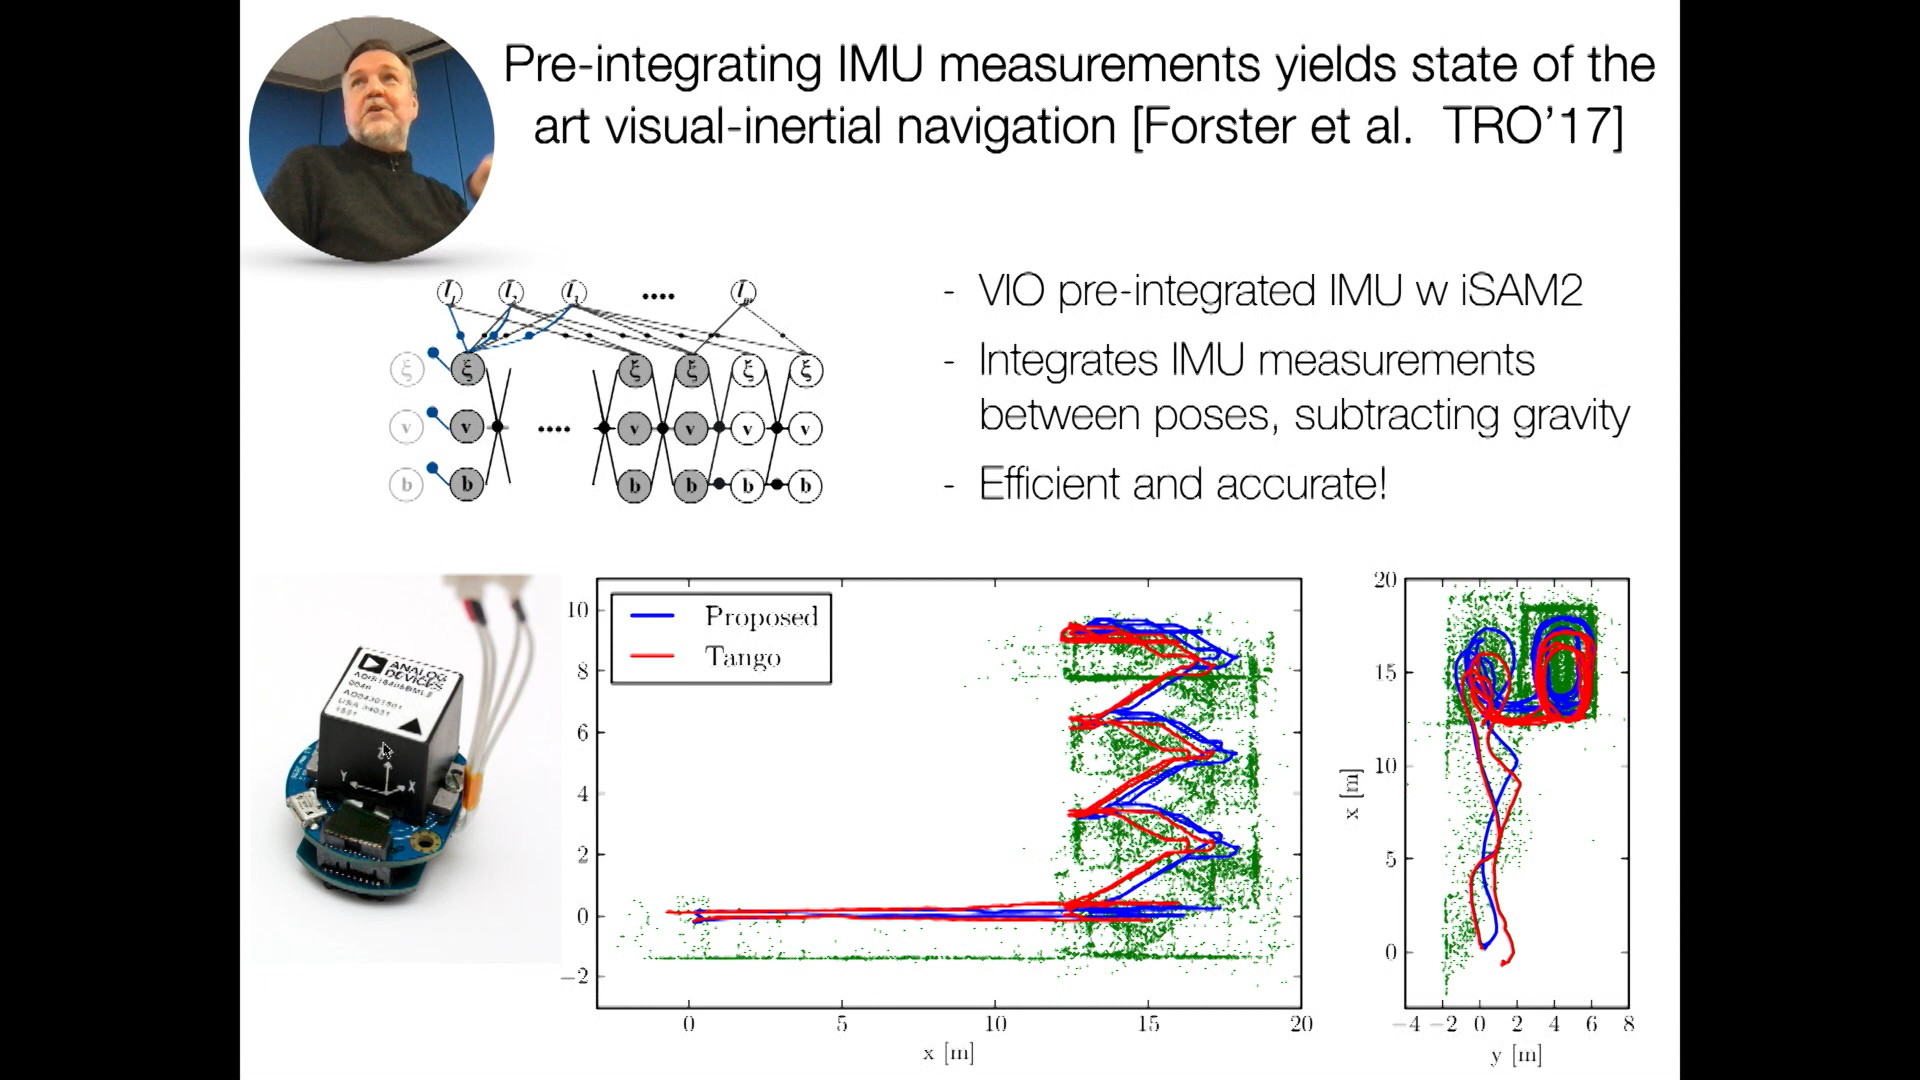 Pre-integrating IMU measurements yields state of the
art visual-inertial navigation [Forster et al. TRO'17]
- VIO pre-integrated IMU w iSAM2
- Integrates IMU measurements
between poses, subtracting gravity
- Efficient and accurate!
l l l .... l
ξ ξ ξ ξ ξ ξ
v v .... v v v v
b b b b b b
ANALOG
DEVICES
Y X
Proposed
Tango
10
8
6
4
2
0
−2
0 5 10 15 20
x [m]
20
15
10
5
0
x [m]
−4 −2 0 2 4 6 8
y [m]